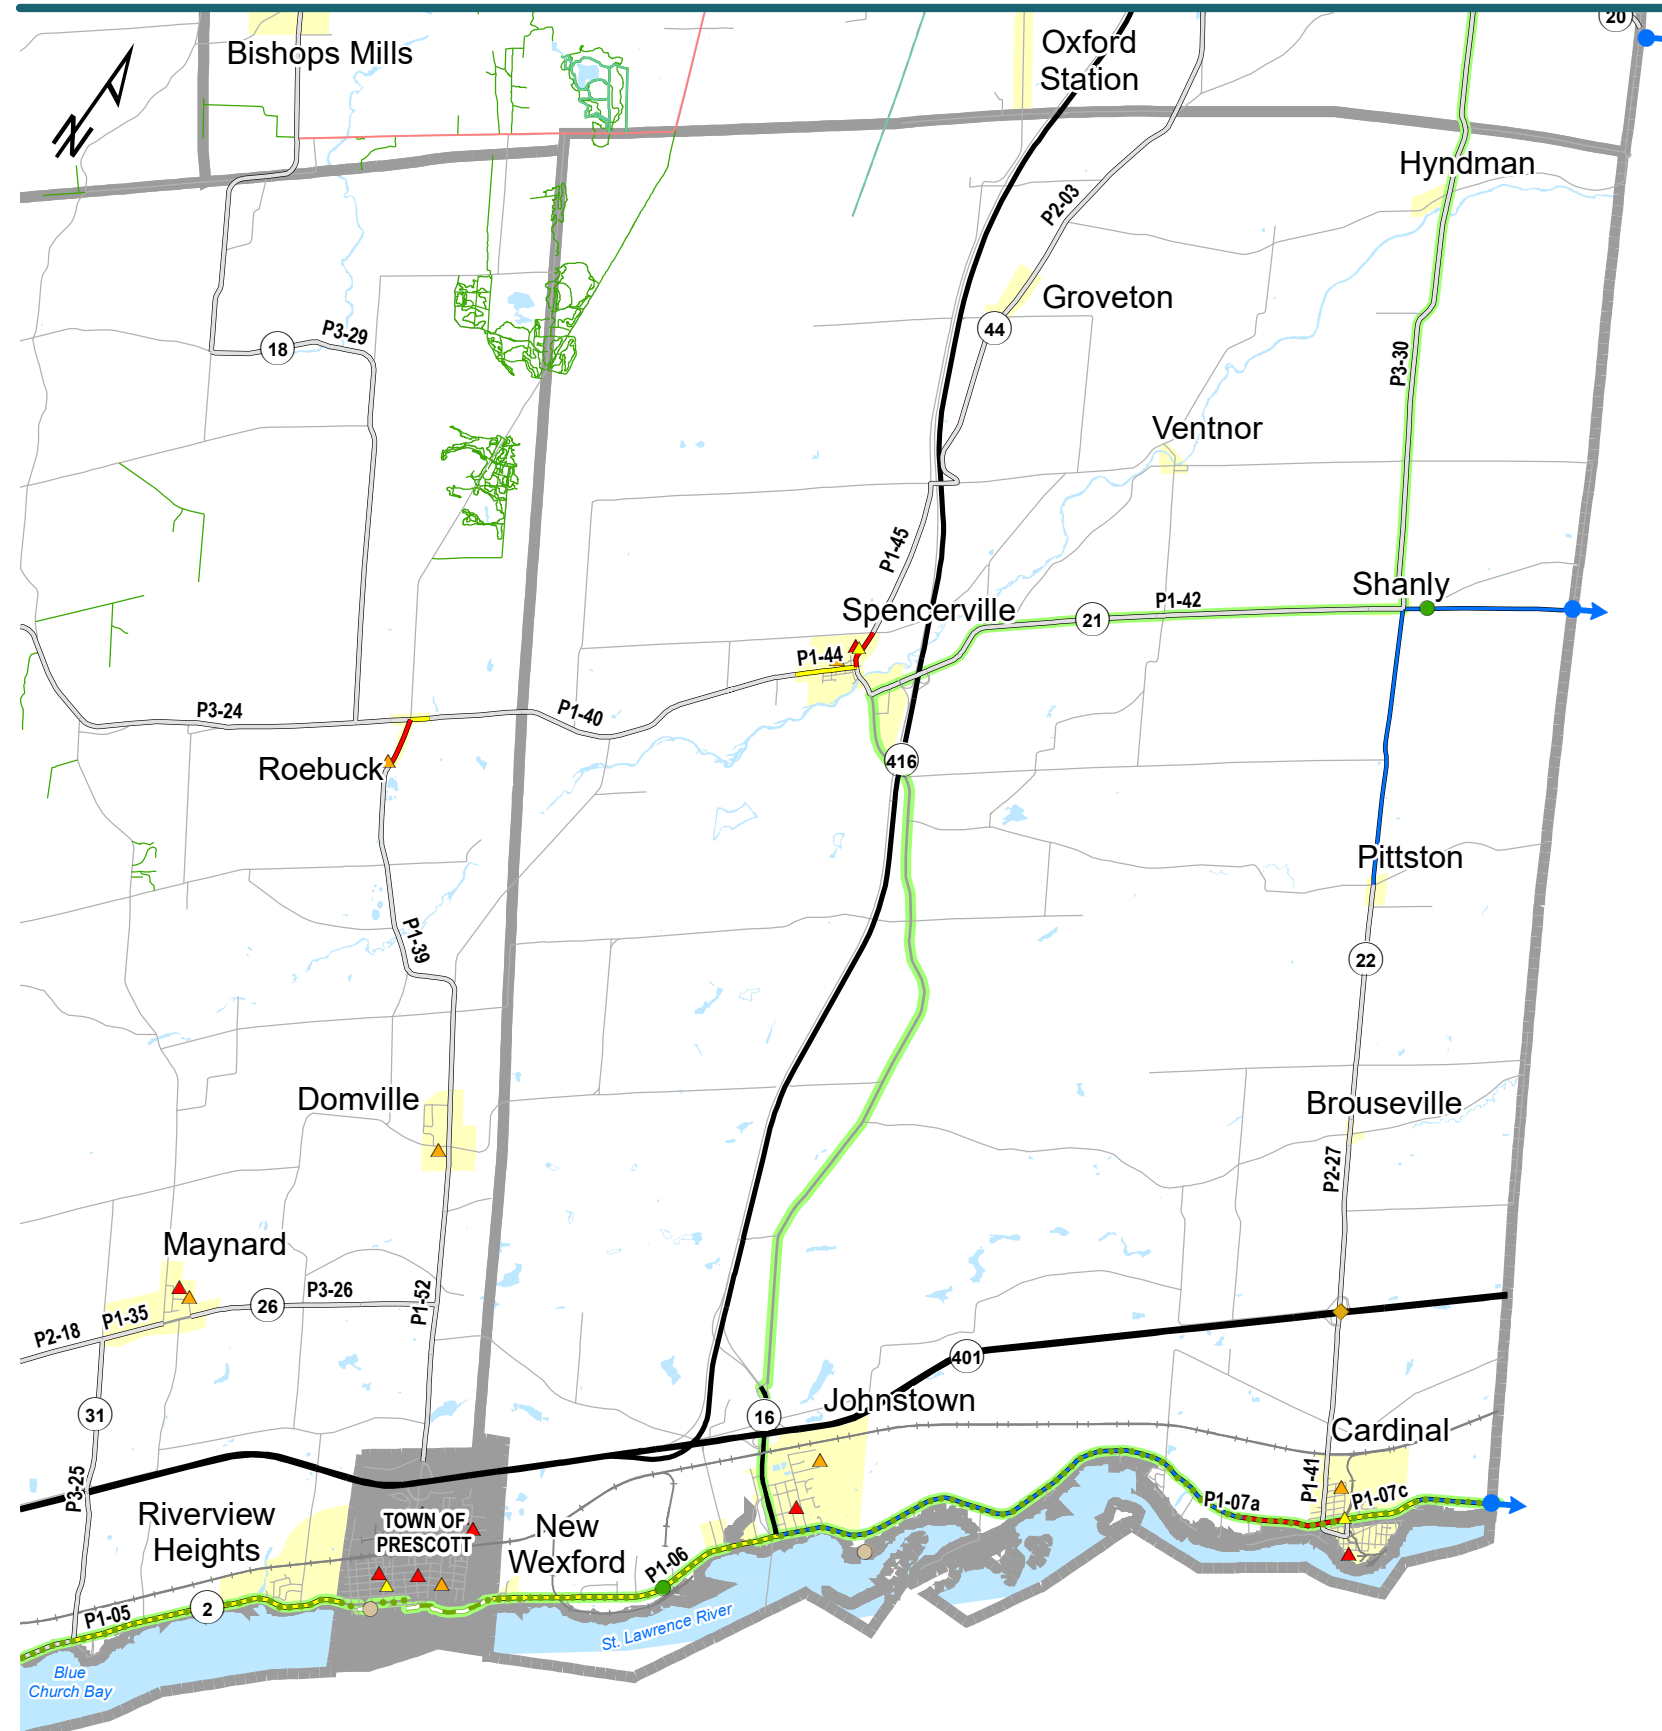 20
Bishops Mills
Oxford
Station
N
Hyndman
P2-03
Groveton
44
P3-29
18
P3-30
Ventnor
P1-45
Shanly
Spencerville
P1-42
21
P1-44
P3-24
P1-40
Roebuck
416
Pittston
P1-39
22
Domville
Brouseville
P2-27
Maynard
P3-26
P1-52
26
P1-35
P2-18
401
Johnstown
31
16
Cardinal
P3-25
P1-41
P1-07a
P1-07c
Riverview
Heights
TOWN OF
PRESCOTT
New
Wexford
P1-06
P1-05
2
St. Lawrence River
Blue
Church Bay